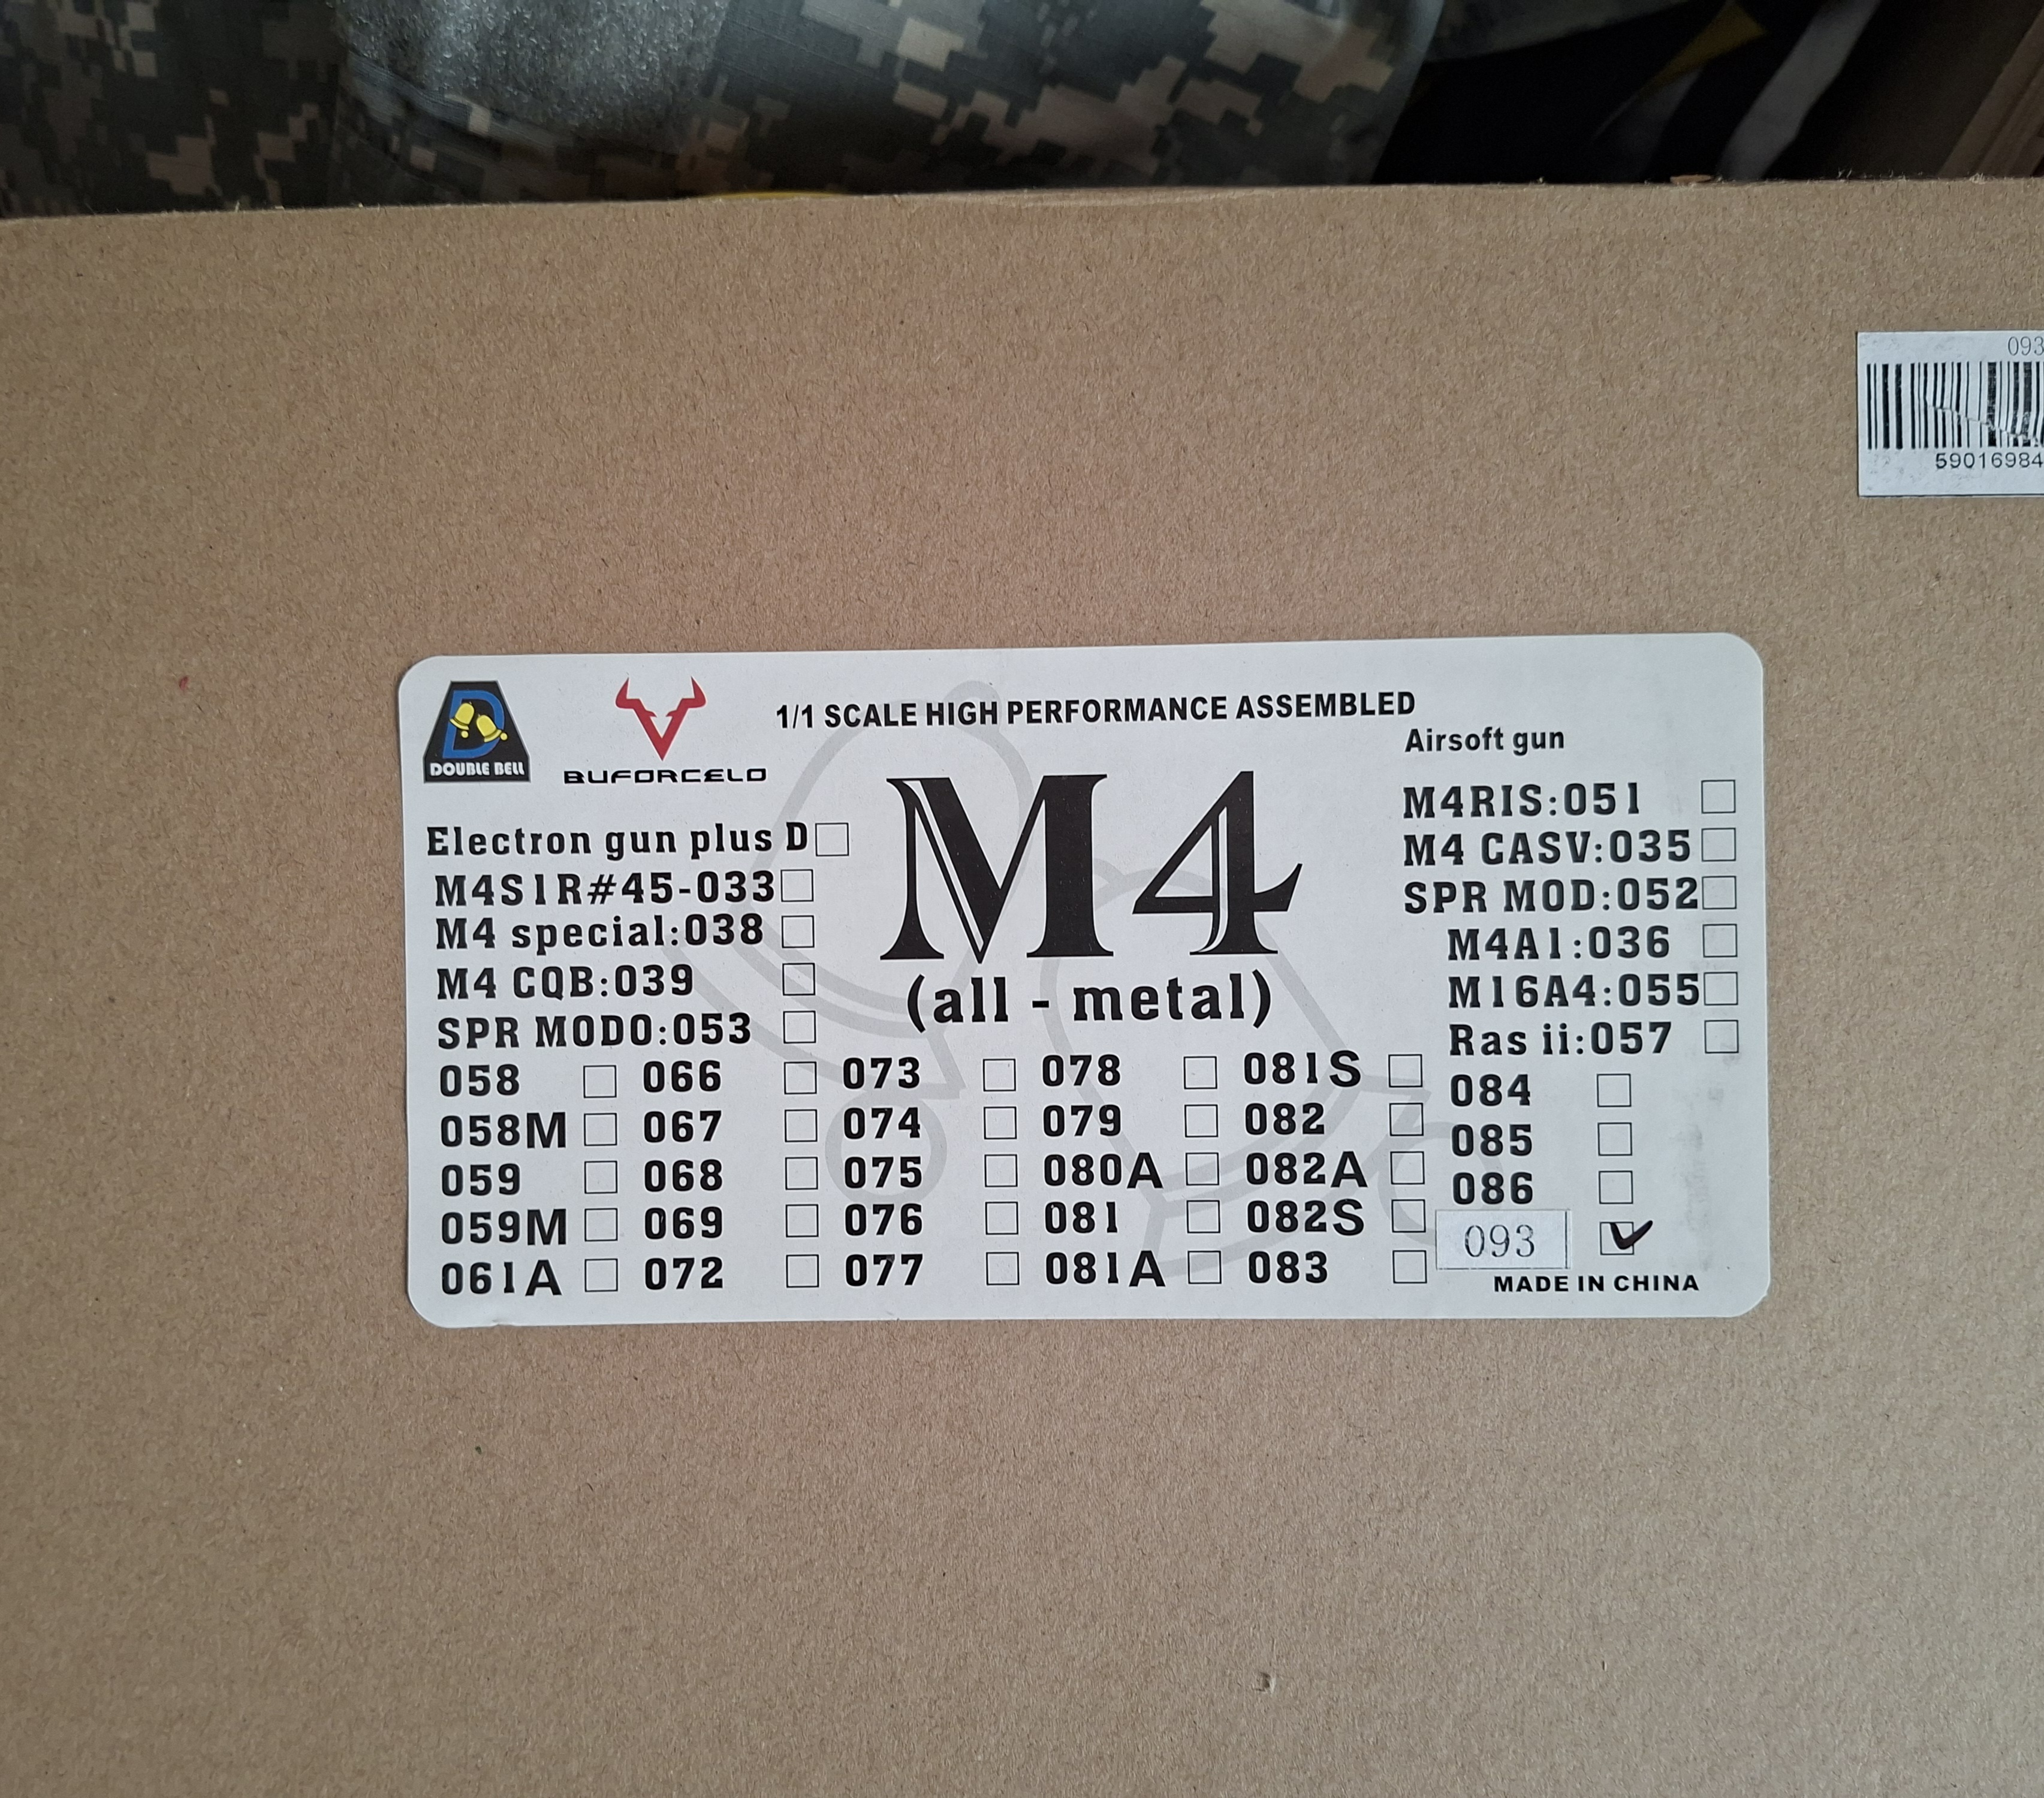 093
59016984
DOUBLE BELL
BUFORCELO
1/1 SCALE HIGH PERFORMANCE ASSEMBLED
Airsoft gun
M4
(all - metal)
Electron gun plus D
M4S1R#45-033
M4 special:038
M4 CQB:039
SPR MOD0:053
M4RIS:051
M4 CASV:035
SPR MOD:052
M4A1:036
M16A4:055
Ras ii:057
058 066 073 078 081S 084
058M 067 074 079 082 085
059 068 075 080A 082A 086
059M 069 076 081 082S 093
061A 072 077 081A 083
MADE IN CHINA